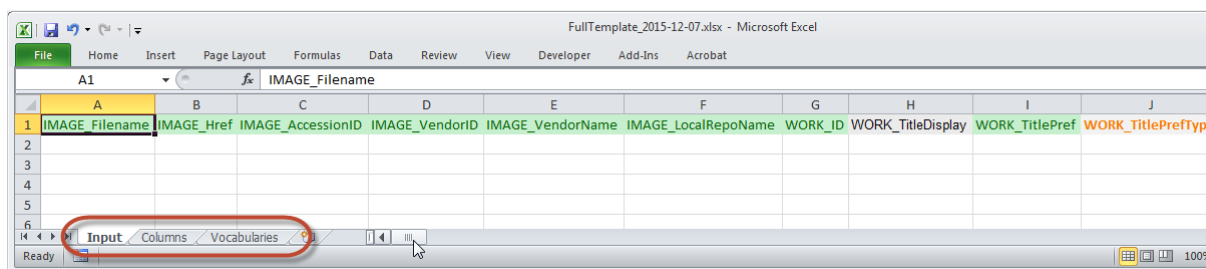 FullTemplate_2015-12-07.xlsx - Microsoft Excel
File Home Insert Page Layout Formulas Data Review View Developer Add-Ins Acrobat
A1 fx IMAGE_Filename
A B C D E F G H I J
1 IMAGE_Filename IMAGE_Href IMAGE_AccessionID IMAGE_VendorID IMAGE_VendorName IMAGE_LocalRepoName WORK_ID WORK_TitleDisplay WORK_TitlePref WORK_TitlePrefTyp
2
3
4
5
6
Input Columns Vocabularies
Ready 100%